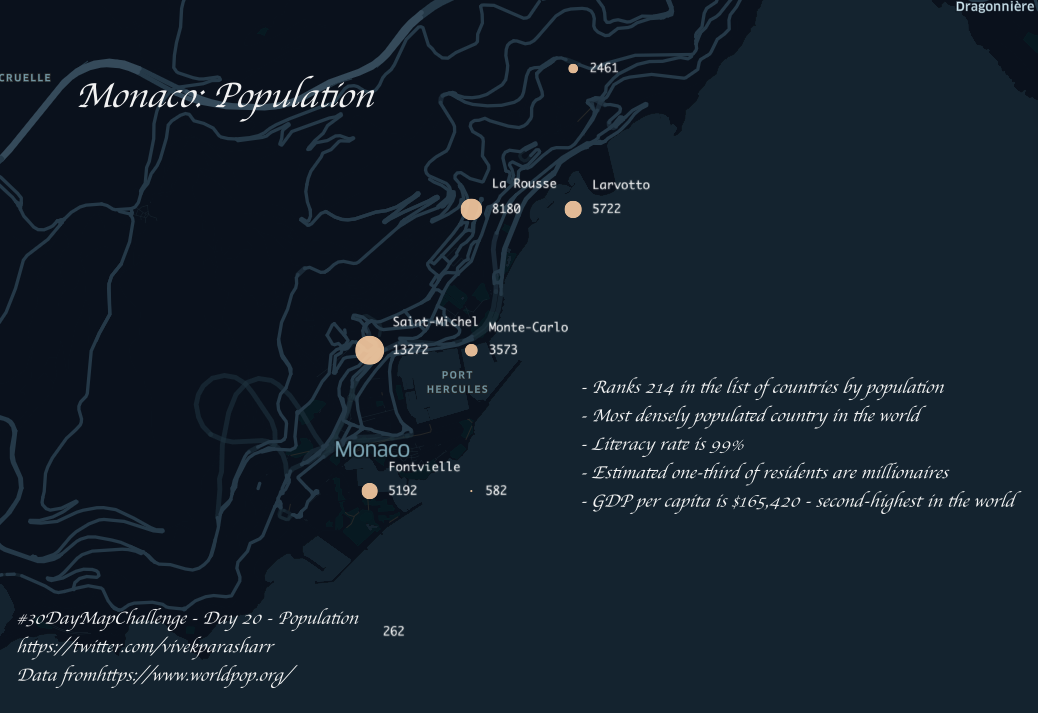 Dragonnière
CRUELLE
Monaco: Population
2461
La Rousse
8180
Larvotto
5722
Saint-Michel
13272
Monte-Carlo
3573
PORT
HERCULES
- Ranks 214 in the list of countries by population
- Most densely populated country in the world
- Literacy rate is 99%
- Estimated one-third of residents are millionaires
- GDP per capita is $165,420 - second-highest in the world
Monaco
Fontvielle
5192
582
#30DayMapChallenge - Day 20 - Population
https://twitter.com/vivekparasharr
Data fromhttps://www.worldpop.org/
262